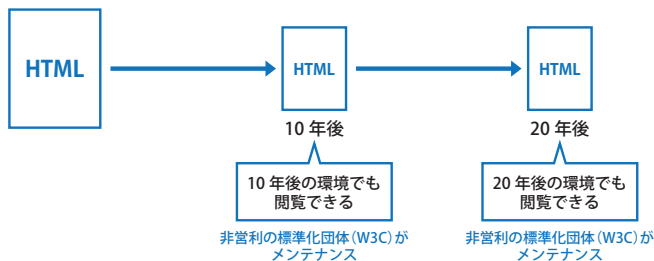 HTML
HTML
HTML
10 年後
20 年後
10 年後の環境でも
閲覧できる
20 年後の環境でも
閲覧できる
非営利の標準化団体（W3C）が
メンテナンス
非営利の標準化団体（W3C）が
メンテナンス